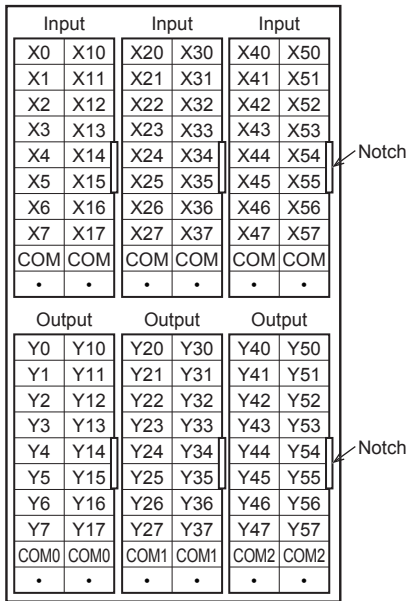 Input Input Input
X0 X10 X20 X30 X40 X50
X1 X11 X21 X31 X41 X51
X2 X12 X22 X32 X42 X52
X3 X13 X23 X33 X43 X53
X4 X14 X24 X34 X44 X54 Notch
X5 X15 X25 X35 X45 X55
X6 X16 X26 X36 X46 X56
X7 X17 X27 X37 X47 X57
COM COM COM COM COM COM
• • • • • •
Output Output Output
Y0 Y10 Y20 Y30 Y40 Y50
Y1 Y11 Y21 Y31 Y41 Y51
Y2 Y12 Y22 Y32 Y42 Y52
Y3 Y13 Y23 Y33 Y43 Y53
Y4 Y14 Y24 Y34 Y44 Y54 Notch
Y5 Y15 Y25 Y35 Y45 Y55
Y6 Y16 Y26 Y36 Y46 Y56
Y7 Y17 Y27 Y37 Y47 Y57
COM0 COM0 COM1 COM1 COM2 COM2
• • • • • •